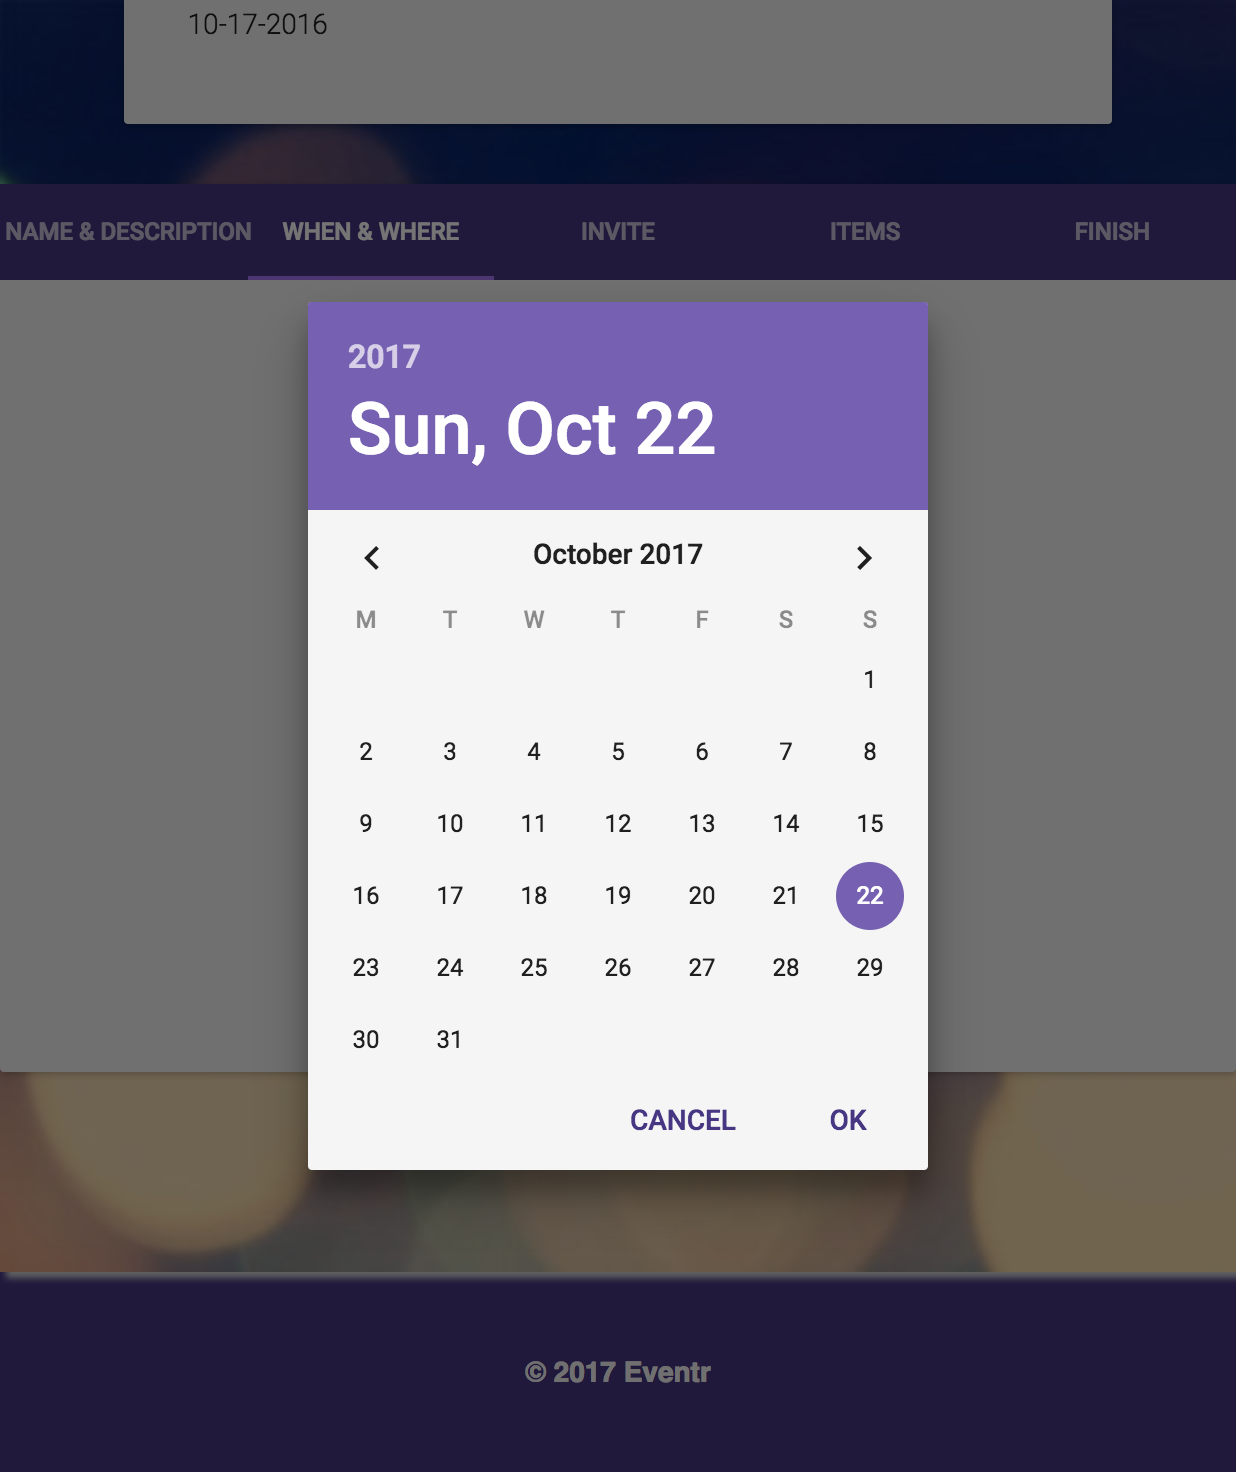 10-17-2016
NAME & DESCRIPTION WHEN & WHERE INVITE ITEMS FINISH
2017
Sun, Oct 22
October 2017
M T W T F S S
1
2 3 4 5 6 7 8
9 10 11 12 13 14 15
16 17 18 19 20 21 22
23 24 25 26 27 28 29
30 31
CANCEL OK
© 2017 Eventr